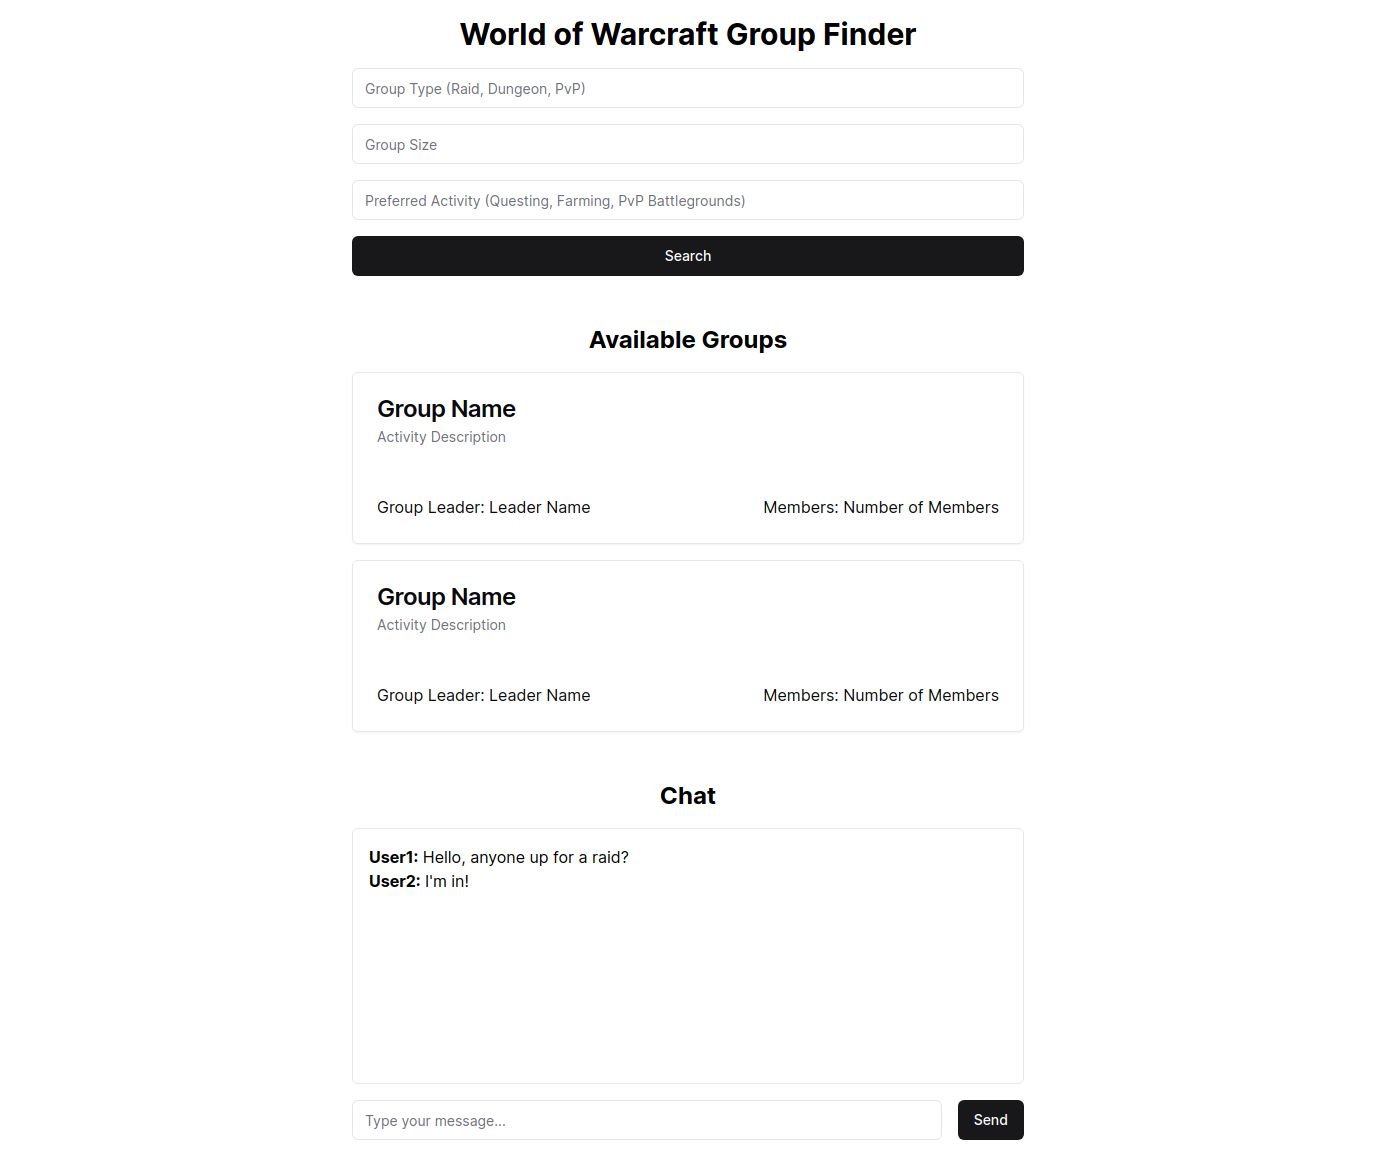 World of Warcraft Group Finder
Group Type (Raid, Dungeon, PvP)
Group Size
Preferred Activity (Questing, Farming, PvP Battlegrounds)
Search
Available Groups
Group Name
Activity Description
Group Leader: Leader Name Members: Number of Members
Group Name
Activity Description
Group Leader: Leader Name Members: Number of Members
Chat
User1: Hello, anyone up for a raid?
User2: I'm in!
Type your message... Send